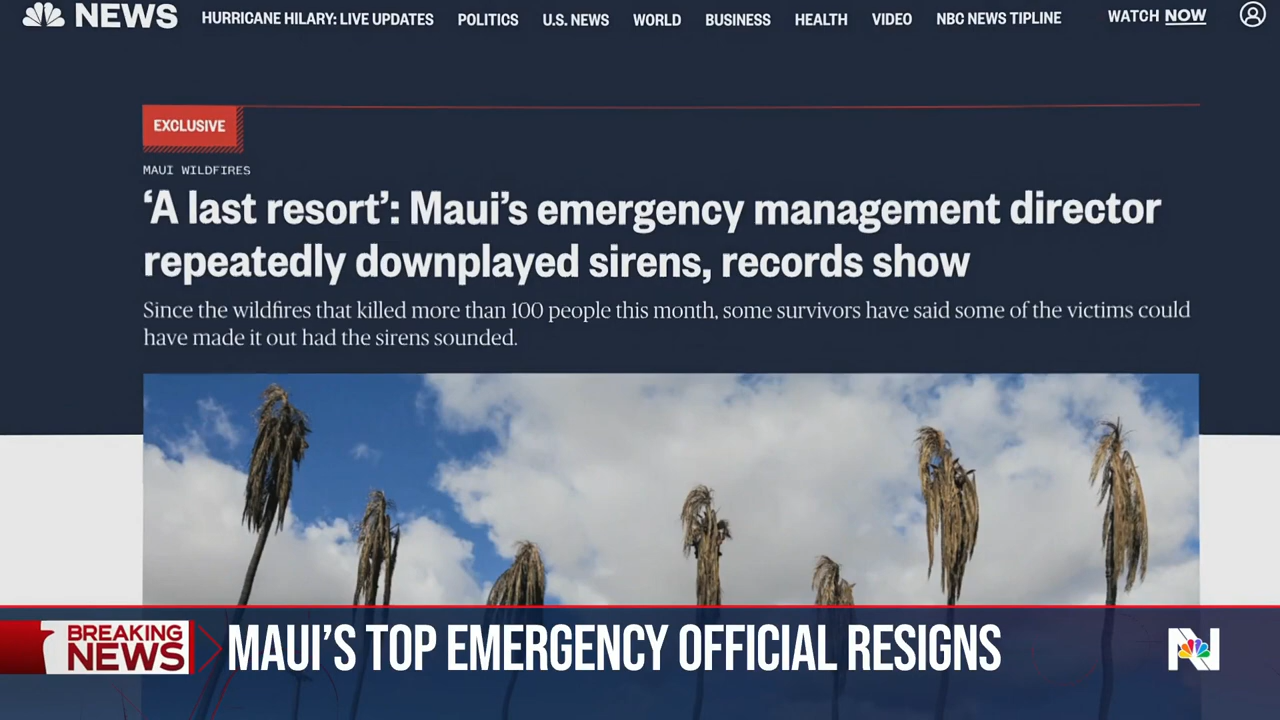 NEWS
HURRICANE HILARY: LIVE UPDATES POLITICS U.S. NEWS WORLD BUSINESS HEALTH VIDEO NBC NEWS TIPLINE WATCH NOW
EXCLUSIVE
MAUI WILDFIRES
‘A last resort’: Maui’s emergency management director
repeatedly downplayed sirens, records show
Since the wildfires that killed more than 100 people this month, some survivors have said some of the victims could
have made it out had the sirens sounded.
BREAKING
NEWS
MAUI’S TOP EMERGENCY OFFICIAL RESIGNS
N